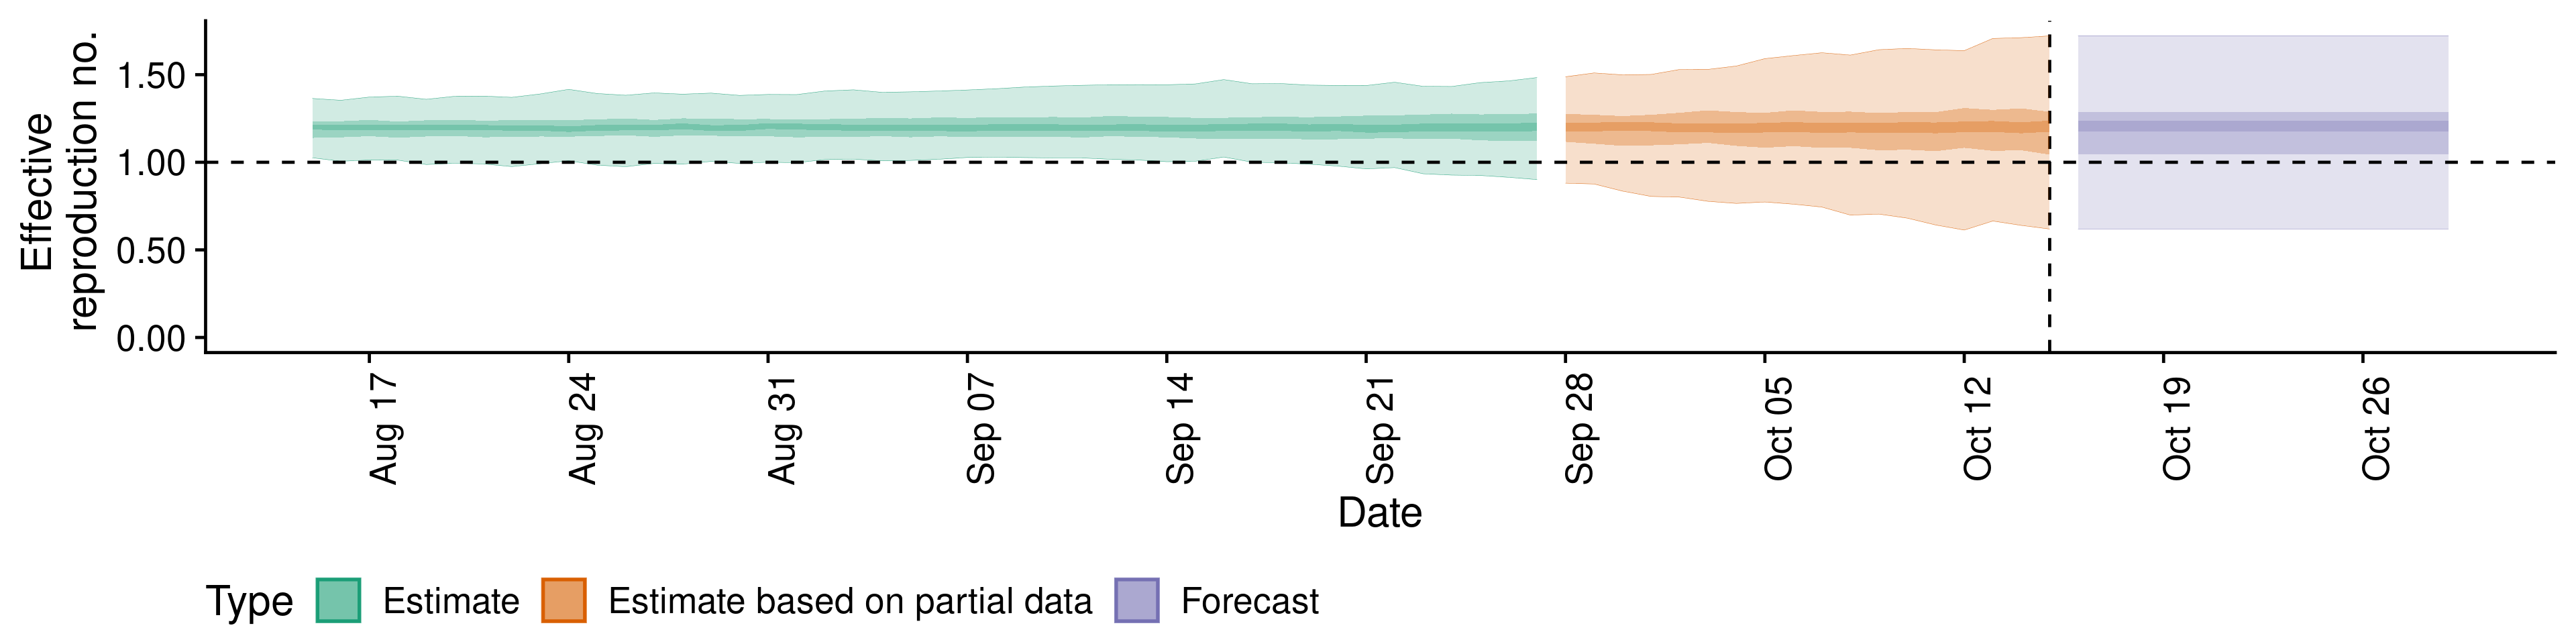 Effective
reproduction no.
1.50
1.00
0.50
0.00
Aug 17
Aug 24
Aug 31
Sep 07
Sep 14
Sep 21
Sep 28
Oct 05
Oct 12
Oct 19
Oct 26
Date
Type Estimate Estimate based on partial data Forecast